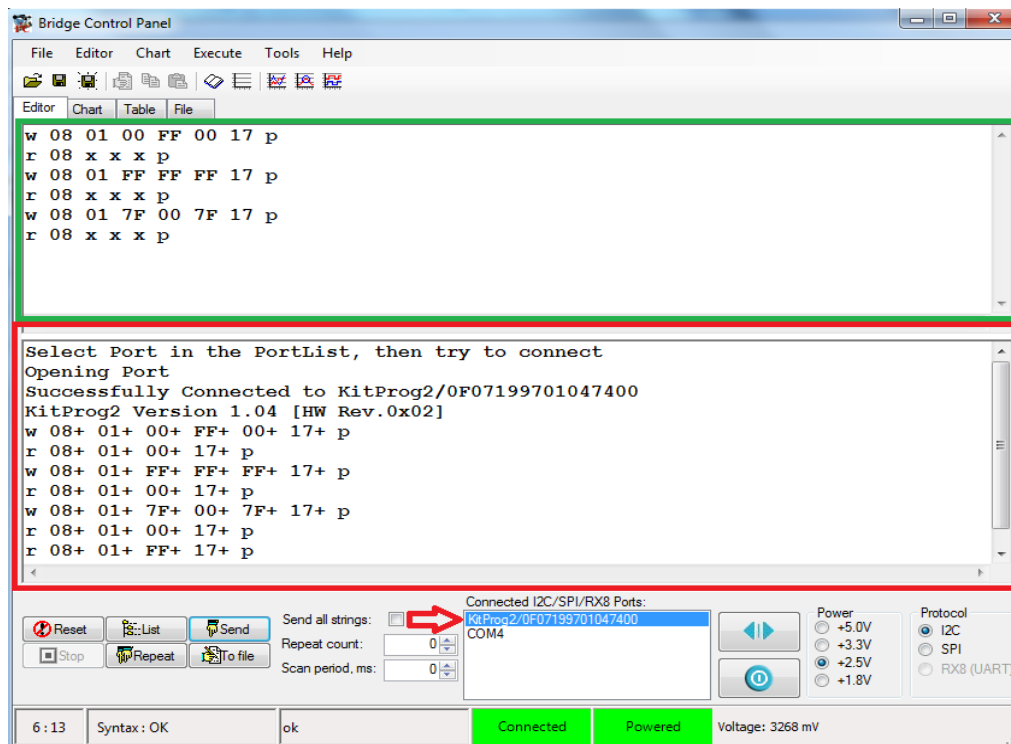 Bridge Control Panel
File Editor Chart Execute Tools Help
Editor Chart Table File
w 08 01 00 FF 00 17 p
r 08 x x x p
w 08 01 FF FF FF 17 p
r 08 x x x p
w 08 01 7F 00 7F 17 p
r 08 x x x p
Select Port in the PortList, then try to connect
Opening Port
Successfully Connected to KitProg2/0F07199701047400
KitProg2 Version 1.04 [HW Rev.0x02]
w 08+ 01+ 00+ FF+ 00+ 17+ p
r 08+ 01+ 00+ 17+ p
w 08+ 01+ FF+ FF+ FF+ 17+ p
r 08+ 01+ 00+ 17+ p
w 08+ 01+ 7F+ 00+ 7F+ 17+ p
r 08+ 01+ 00+ 17+ p
r 08+ 01+ FF+ 17+ p
Reset List Send
Stop Repeat To file
Send all strings:
Repeat count: 0
Scan period, ms: 0
Connected I2C/SPI/RX8 Ports:
KitProg2/0F07199701047400
COM4
Power
+5.0V
+3.3V
+2.5V
+1.8V
Protocol
I2C
SPI
RX8 (UART)
6 : 13 Syntax : OK ok Connected Powered Voltage: 3268 mV